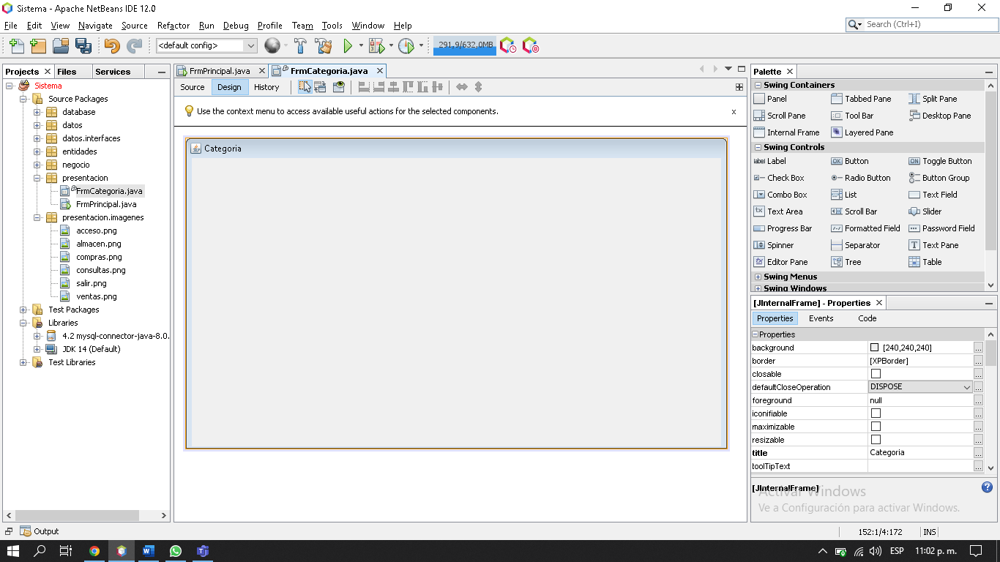 Sistema - Apache NetBeans IDE 12.0
File Edit View Navigate Source Refactor Run Debug Profile Team Tools Window Help
Search (Ctrl+I)
<default config>
291,9/632,0MB
Projects Files Services
Sistema
Source Packages
database
datos
datos.interfaces
entidades
negocio
presentacion
FrmCategoria.java
FrmPrincipal.java
presentacion.imagenes
acceso.png
almacen.png
compras.png
consultas.png
salir.png
ventas.png
Test Packages
Libraries
4.2 mysql-connector-java-8.0.
JDK 14 (Default)
Test Libraries
FrmPrincipal.java FrmCategoria.java
Source Design History
Use the context menu to access available useful actions for the selected components. x
Categoria
Palette
Swing Containers
Panel Tabbed Pane Split Pane
Scroll Pane Tool Bar Desktop Pane
Internal Frame Layered Pane
Swing Controls
label Label OK Button ON Toggle Button
Check Box Radio Button Button Group
Combo Box List Text Field
Text Area Scroll Bar Slider
Progress Bar Formatted Field Password Field
Spinner Separator Text Pane
Editor Pane Tree Table
Swing Menus
Swing Windows
[JInternalFrame] - Properties
Properties Events Code
Properties
background [240,240,240] ...
border [XPBorder] ...
closable ...
defaultCloseOperation DISPOSE ...
foreground null ...
iconifiable ...
maximizable ...
resizable ...
title Categoria ...
toolTipText ...
[JInternalFrame]
Activar Windows
Ve a Configuración para activar Windows.
Output
152:1/4:172 INS
ESP 11:02 p. m.